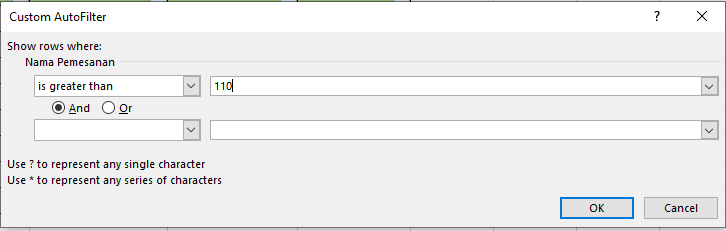 Custom AutoFilter
?
Show rows where:
Nama Pemesanan
is greater than
110
And
Or
Use ? to represent any single character
Use * to represent any series of characters
OK
Cancel